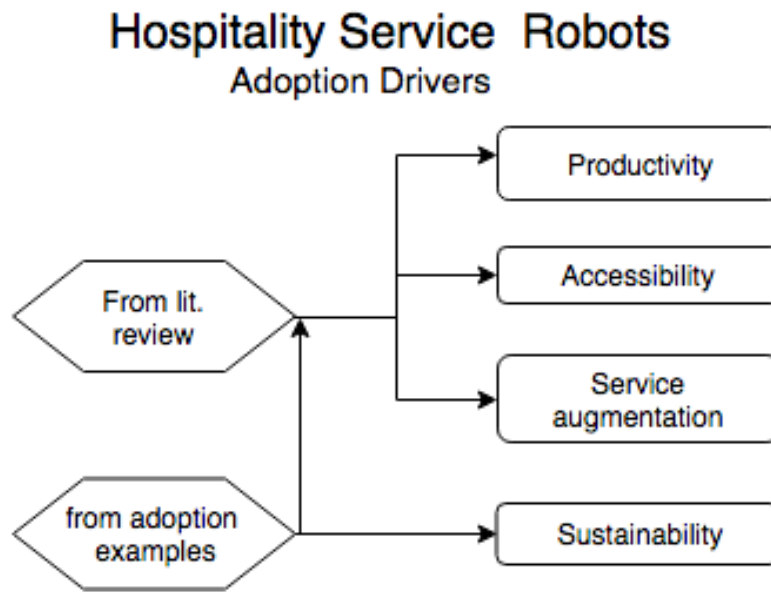 Hospitality Service Robots
Adoption Drivers
Productivity
Accessibility
From lit.
review
Service
augmentation
from adoption
examples
Sustainability